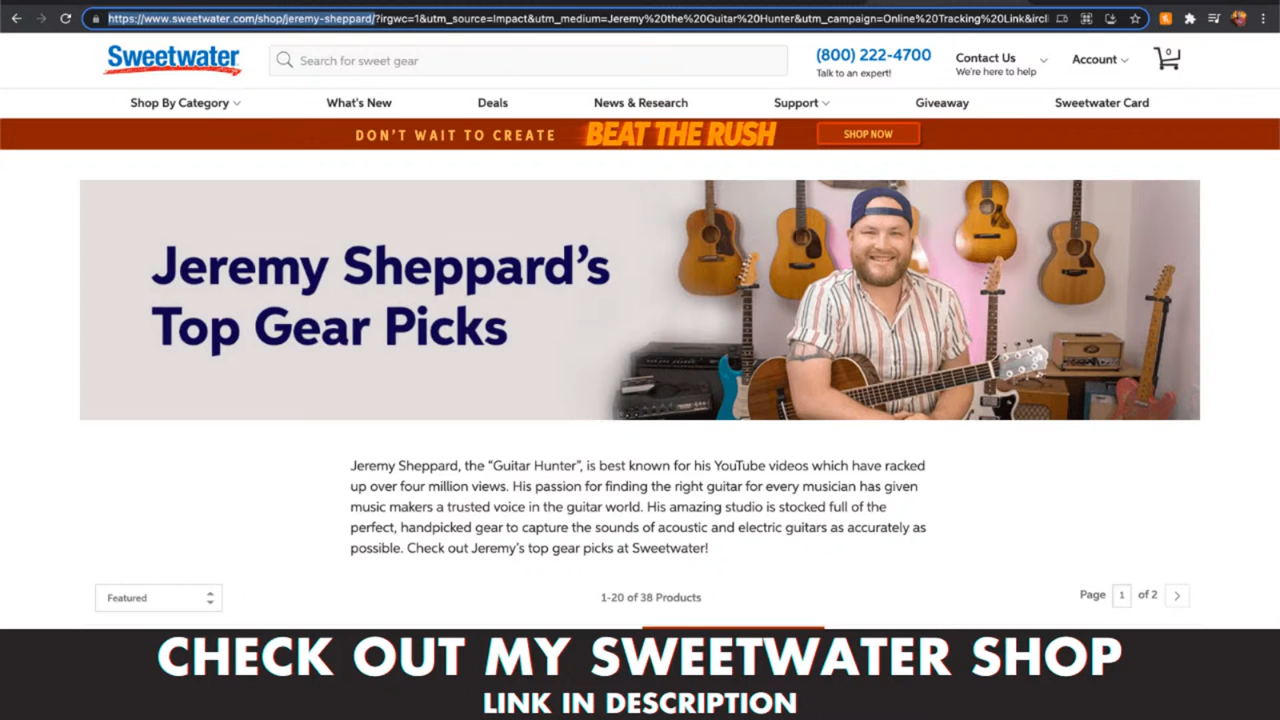 https://www.sweetwater.com/shop/jeremy-sheppard/?irgwc=1&utm_source=Impact&utm_medium=Jeremy%20the%20Guitar%20Hunter&utm_campaign=Online%20Tracking%20Link&ircli
Sweetwater
Search for sweet gear
(800) 222-4700
Talk to an expert!
Contact Us
We're here to help
Account
0
Shop By Category
What's New
Deals
News & Research
Support
Giveaway
Sweetwater Card
DON'T WAIT TO CREATE BEAT THE RUSH SHOP NOW
Jeremy Sheppard's
Top Gear Picks
Jeremy Sheppard, the “Guitar Hunter”, is best known for his YouTube videos which have racked
up over four million views. His passion for finding the right guitar for every musician has given
music makers a trusted voice in the guitar world. His amazing studio is stocked full of the
perfect, handpicked gear to capture the sounds of acoustic and electric guitars as accurately as
possible. Check out Jeremy's top gear picks at Sweetwater!
Featured
1-20 of 38 Products
Page 1 of 2
CHECK OUT MY SWEETWATER SHOP
LINK IN DESCRIPTION